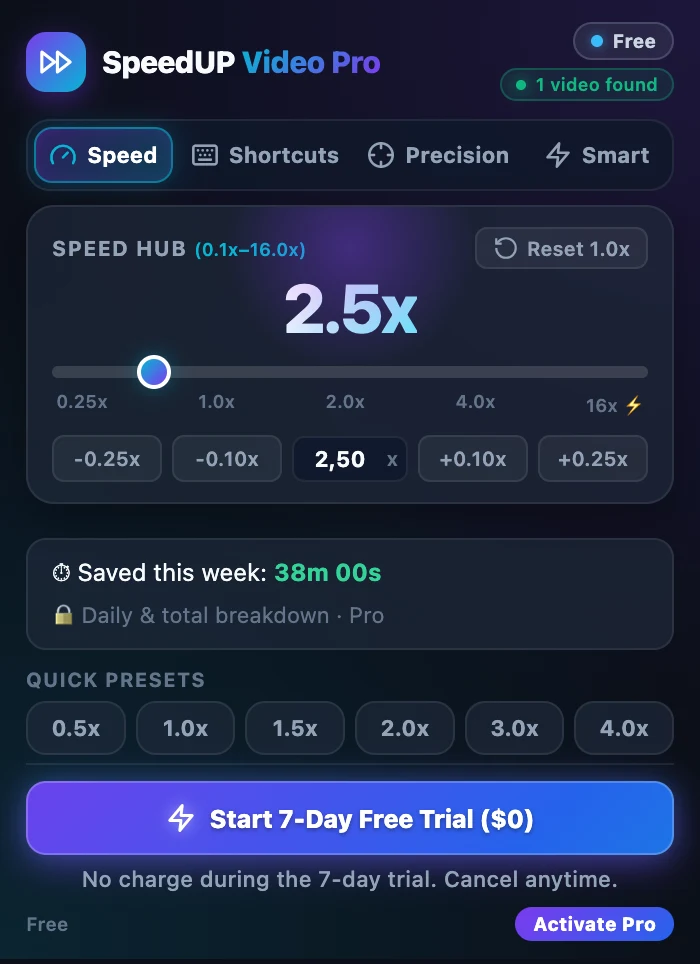 SpeedUP Video Pro
Free
1 video found
Speed
Shortcuts
Precision
Smart
SPEED HUB (0.1x–16.0x)
Reset 1.0x
2.5x
0.25x 1.0x 2.0x 4.0x 16x ⚡
-0.25x -0.10x 2,50 x +0.10x +0.25x
⏱ Saved this week: 38m 00s
🔒 Daily & total breakdown · Pro
QUICK PRESETS
0.5x 1.0x 1.5x 2.0x 3.0x 4.0x
Start 7-Day Free Trial ($0)
No charge during the 7-day trial. Cancel anytime.
Free
Activate Pro